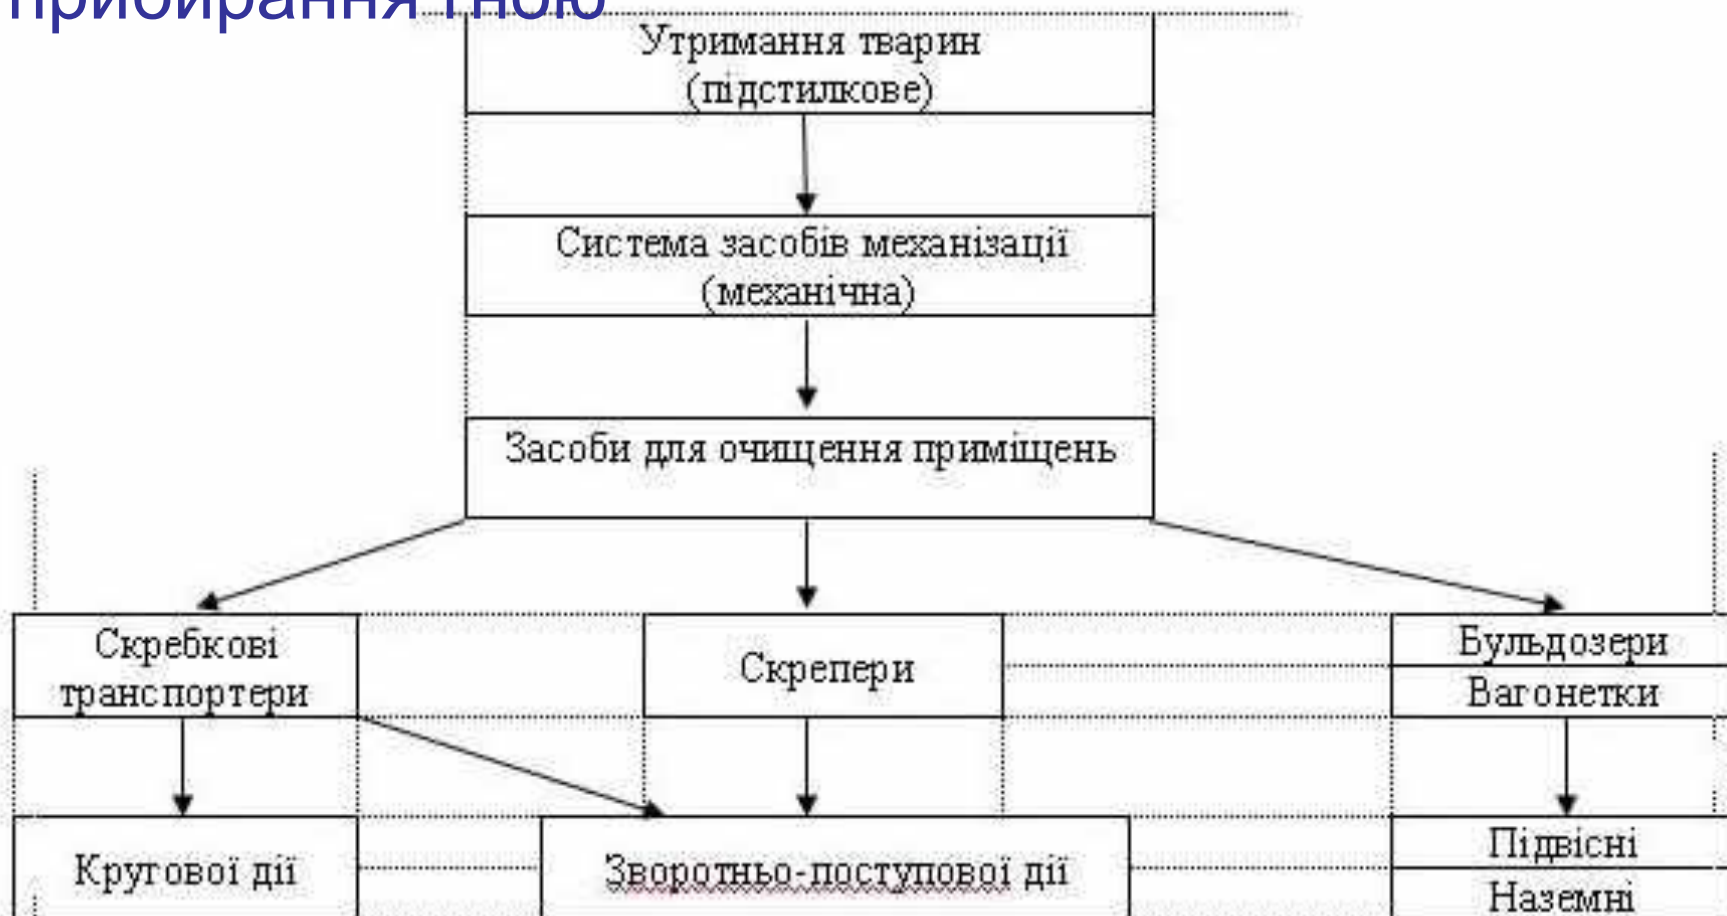 прибирання гною
Утримання тварин
(підстилкове)
Система засобів механізації
(механічна)
Засоби для очищення приміщень
Скребкові
транспортери
Скрепери
Бульдозери
Вагонетки
Кругової дії
Зворотньо-поступової дії
Підвісні
Наземні